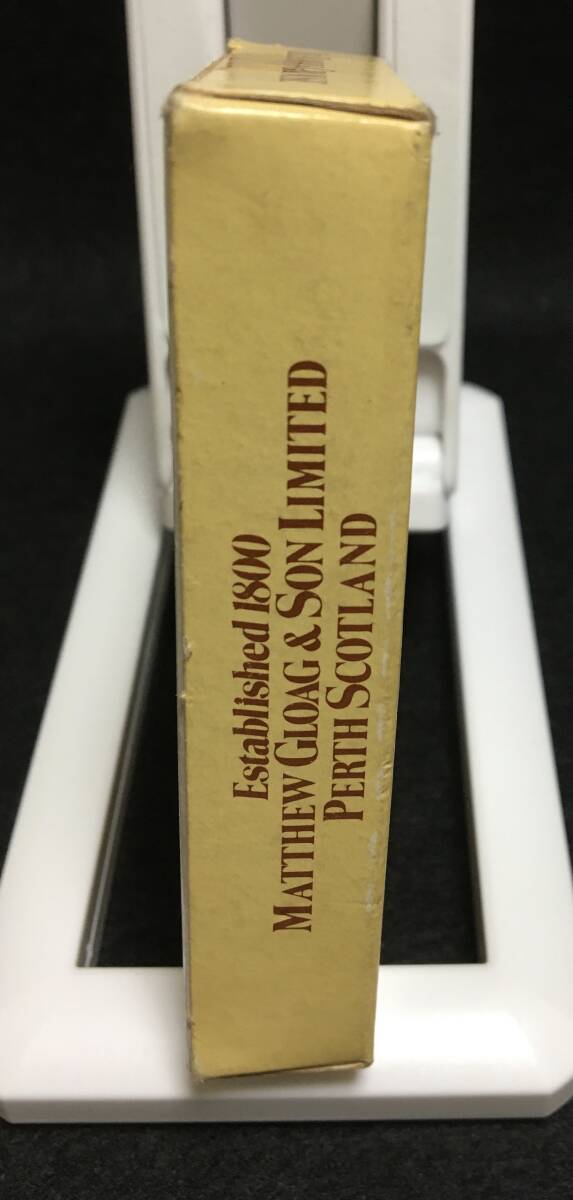 Established 1800
MATTHEW GLOAG & SON LIMITED
PERTH SCOTLAND